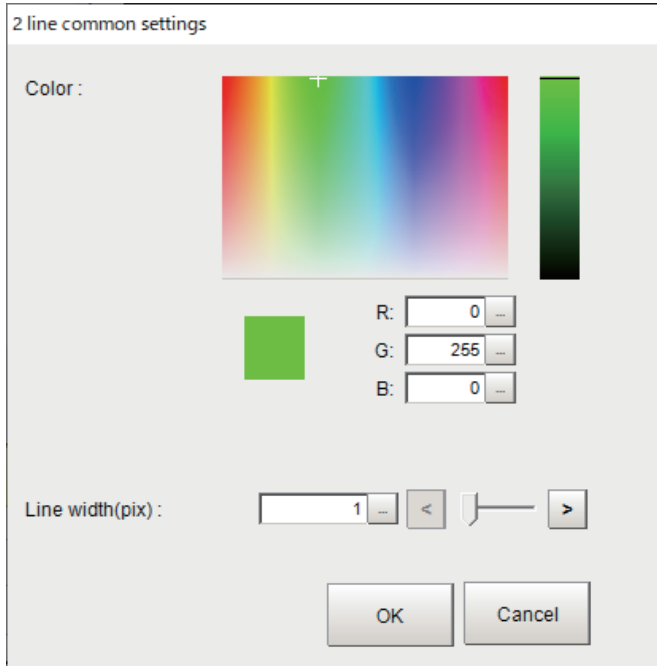 2 line common settings
Color :
R: 0 ...
G: 255 ...
B: 0 ...
Line width(pix) : 1 ... < >
OK Cancel